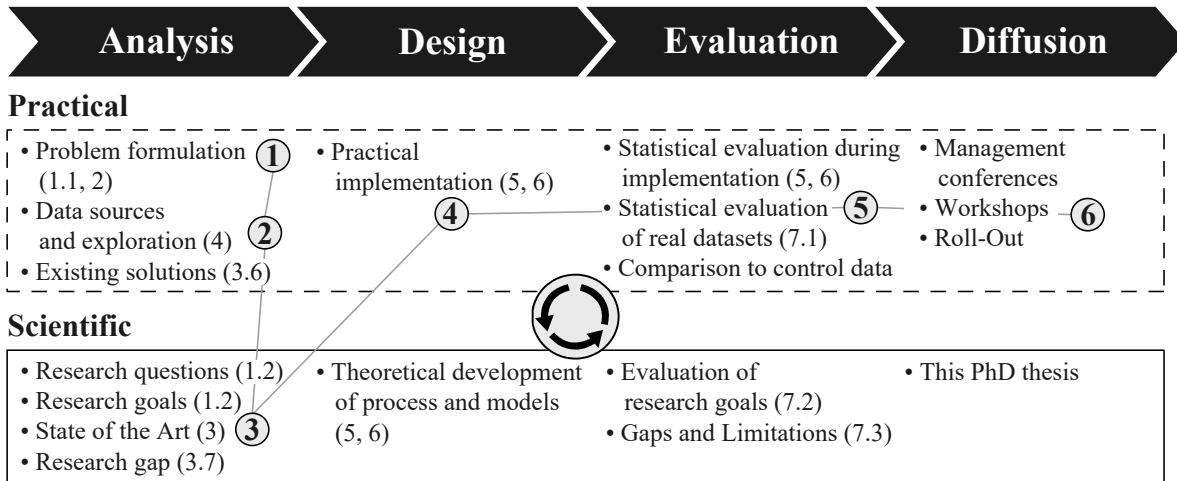 Analysis
Design
Evaluation
Diffusion
Practical
• Problem formulation
(1.1, 2)
• Data sources
and exploration (4)
• Existing solutions (3.6)
1
2
• Practical
implementation (5, 6)
4
• Statistical evaluation during
implementation (5, 6)
• Statistical evaluation
of real datasets (7.1)
• Comparison to control data
5
• Management
conferences
• Workshops
• Roll-Out
6
Scientific
• Research questions (1.2)
• Research goals (1.2)
• State of the Art (3)
• Research gap (3.7)
3
• Theoretical development
of process and models
(5, 6)
• Evaluation of
research goals (7.2)
• Gaps and Limitations (7.3)
• This PhD thesis